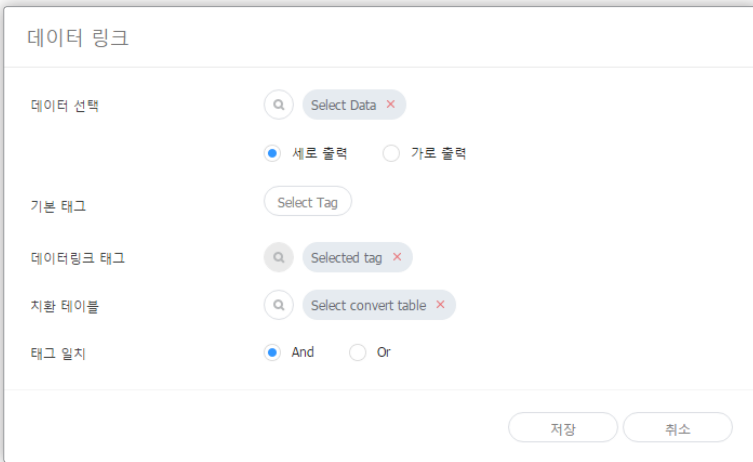 데이터 링크
데이터 선택 Select Data ×
세로 출력 가로 출력
기본 태그 Select Tag
데이터링크 태그 Selected tag ×
치환 테이블 Select convert table ×
태그 일치 And Or
저장 취소